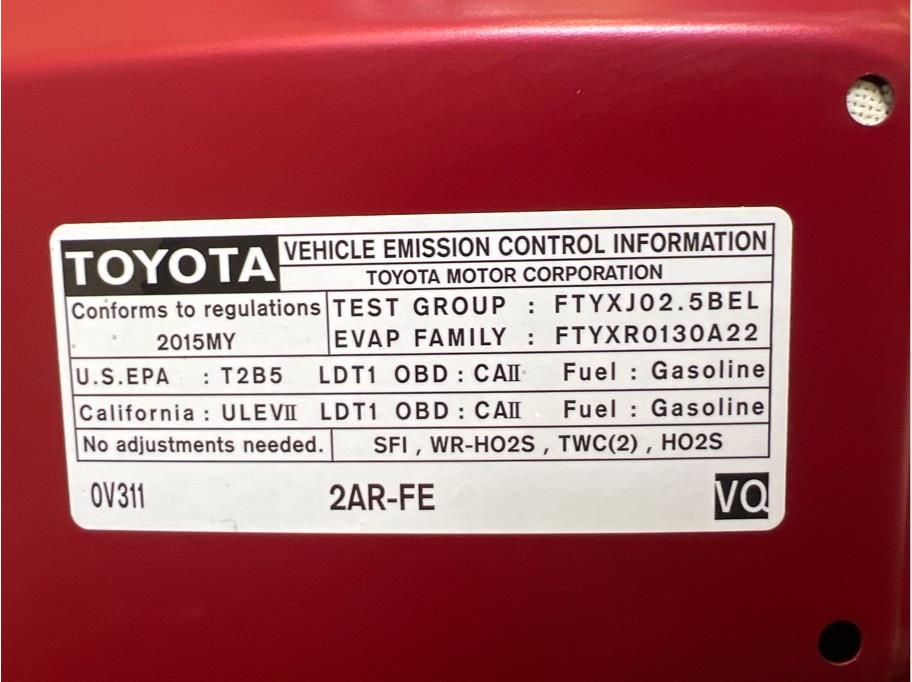 TOYOTA VEHICLE EMISSION CONTROL INFORMATION
TOYOTA MOTOR CORPORATION
Conforms to regulations
2015MY
TEST GROUP : FTYXJ02.5BEL
EVAP FAMILY : FTYXR0130A22
U.S.EPA : T2B5 LDT1 OBD : CAII Fuel : Gasoline
California : ULEVII LDT1 OBD : CAII Fuel : Gasoline
No adjustments needed. SFI , WR-HO2S , TWC(2) , HO2S
0V311 2AR-FE VQ